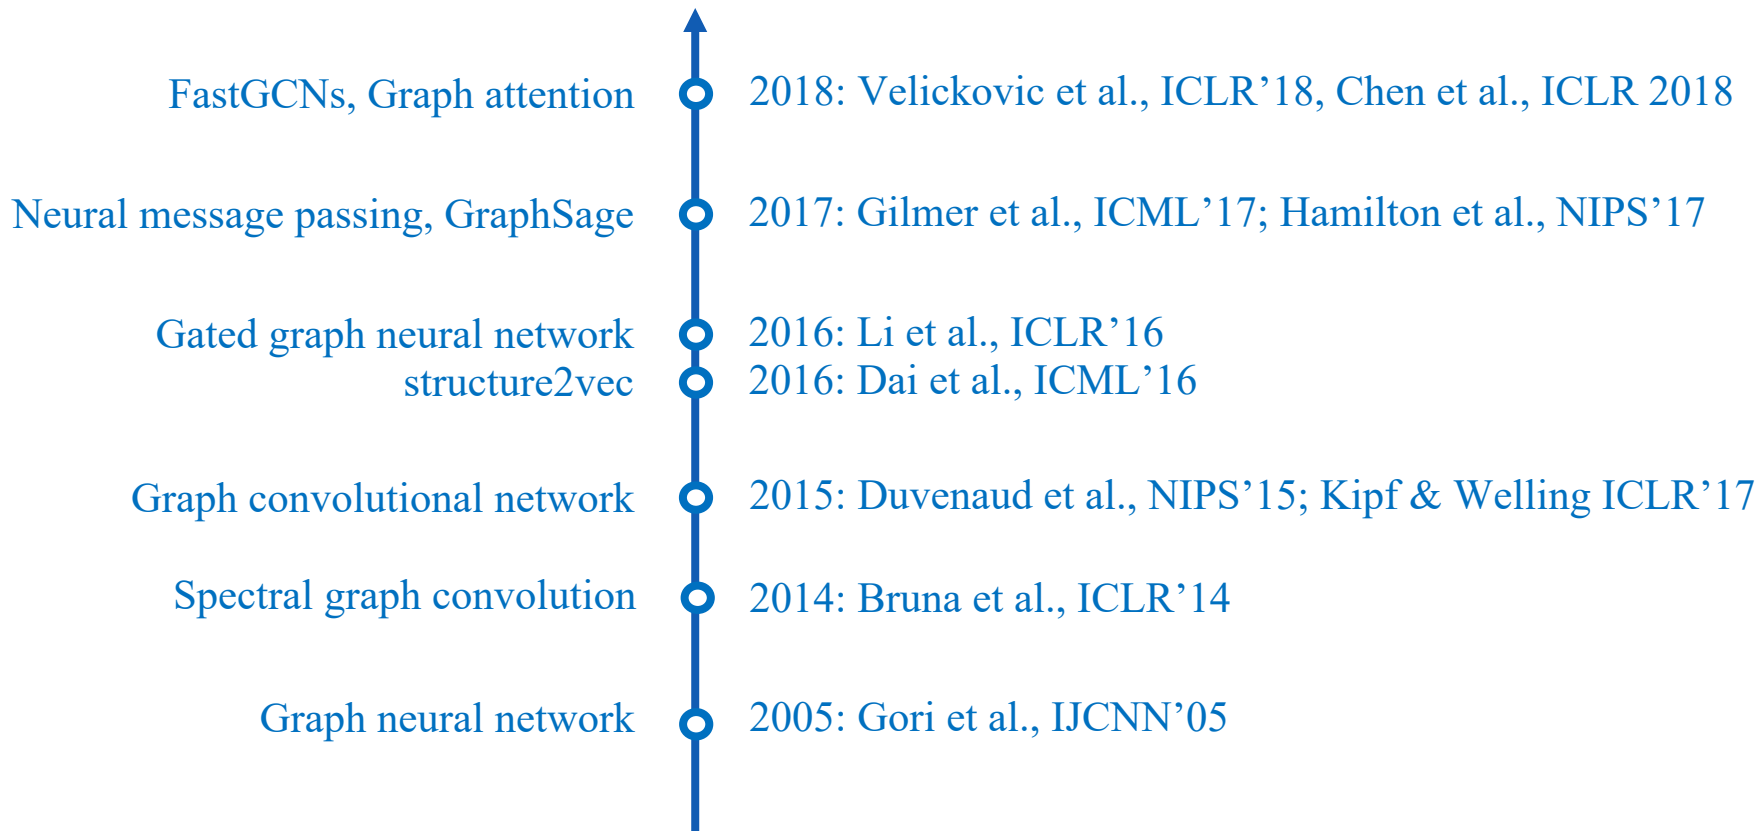 FastGCNs, Graph attention
2018: Velickovic et al., ICLR’18, Chen et al., ICLR 2018
Neural message passing, GraphSage
2017: Gilmer et al., ICML’17; Hamilton et al., NIPS’17
Gated graph neural network
2016: Li et al., ICLR’16
structure2vec
2016: Dai et al., ICML’16
Graph convolutional network
2015: Duvenaud et al., NIPS’15; Kipf & Welling ICLR’17
Spectral graph convolution
2014: Bruna et al., ICLR’14
Graph neural network
2005: Gori et al., IJCNN’05